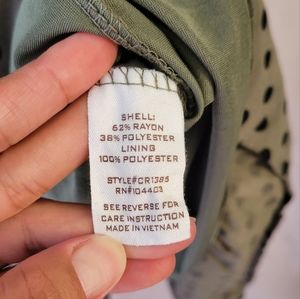 SHELL:
62% RAYON
38% POLYESTER
LINING
100% POLYESTER
STYLE#CR1385
RN#104403
SEE REVERSE FOR
CARE INSTRUCTION
MADE IN VIETNAM